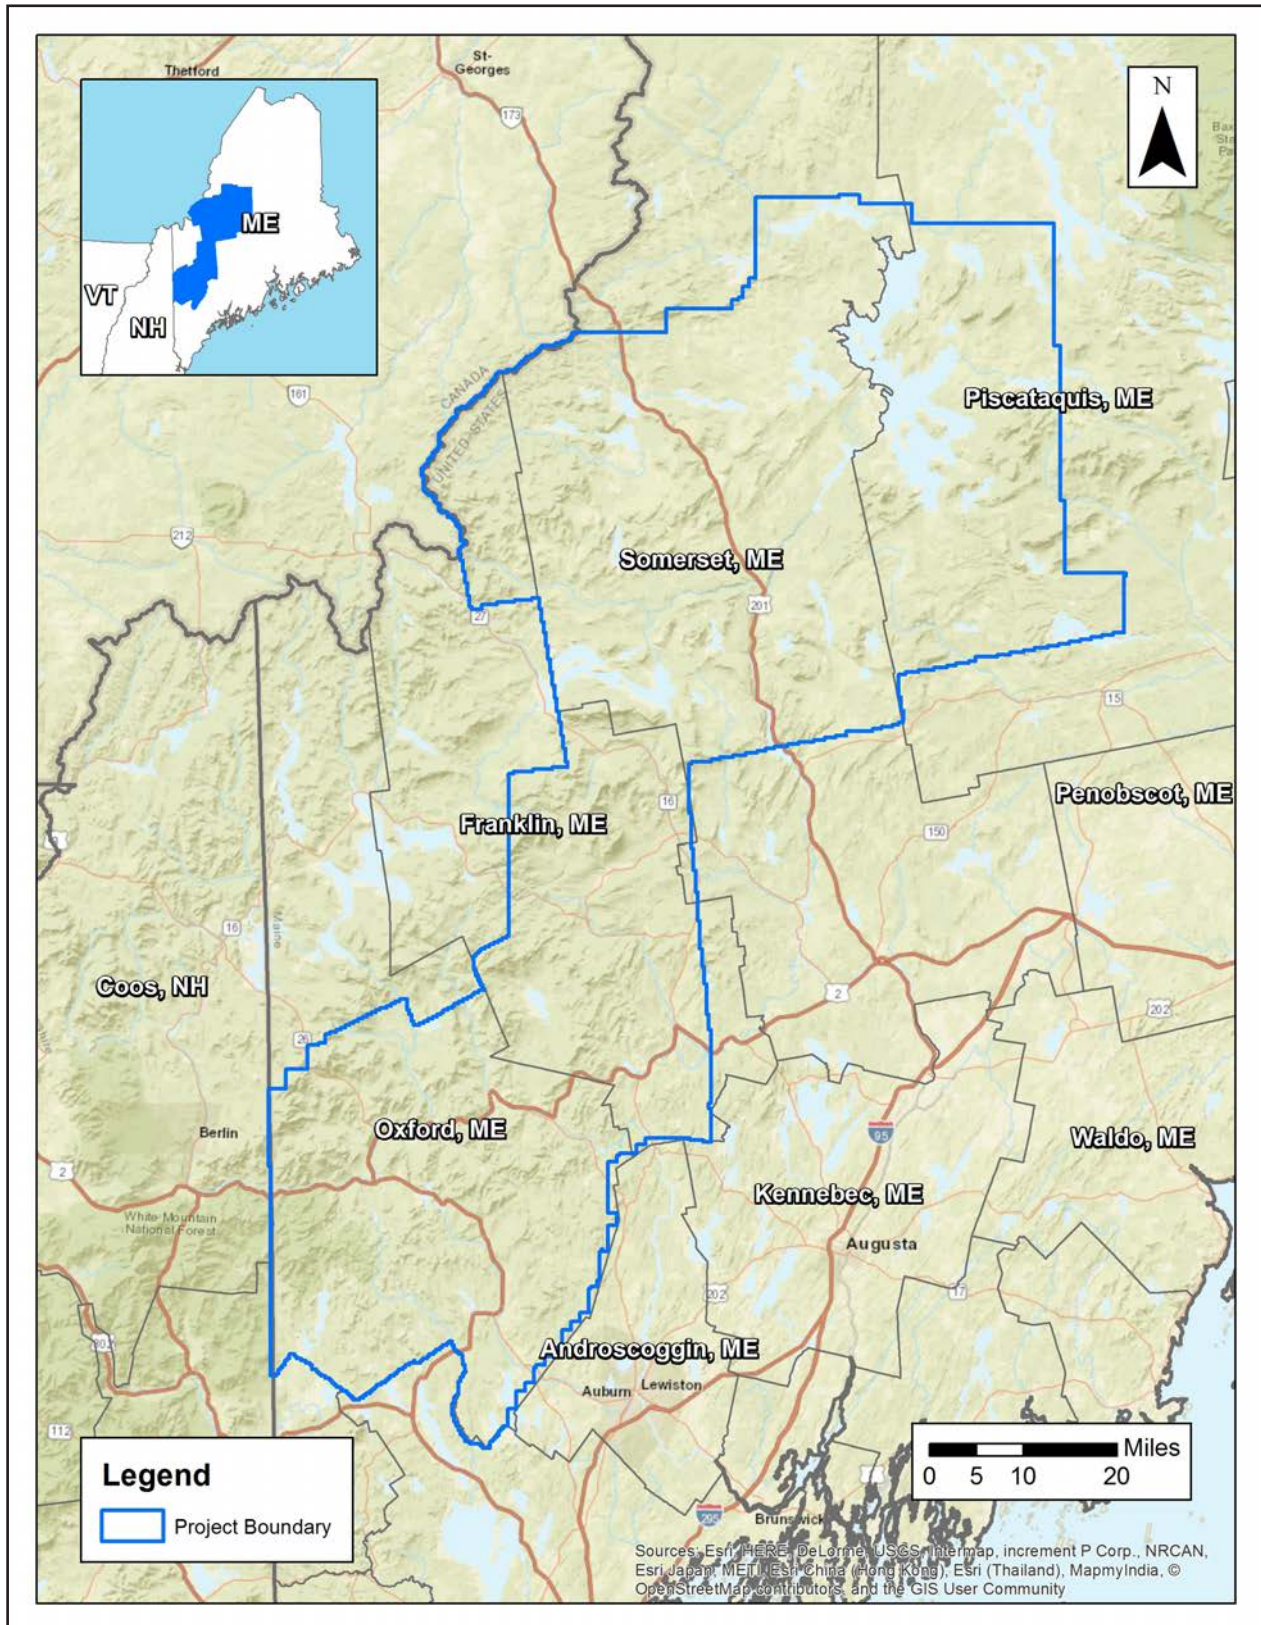 Thetford
St-
Georges
173
N
ME
VT
NH
161
CANADA
UNITED STATES
Piscataquis, ME
212
Somerset, ME
201
27
15
16
Penobscot, ME
Franklin, ME
150
16
Maine
Coos, NH
2
202
26
Oxford, ME
Berlin
95
Waldo, ME
2
Kennebec, ME
White Mountain
National Forest
Augusta
202
17
302
Androscoggin, ME
Auburn
Lewiston
112
Legend
Project Boundary
Miles
0 5 10 20
295
Brunswick
Sources: Esri, HERE, DeLorme, USGS, Intermap, increment P Corp., NRCAN,
Esri Japan, METI, Esri China (Hong Kong), Esri (Thailand), MapmyIndia, ©
OpenStreetMap contributors, and the GIS User Community